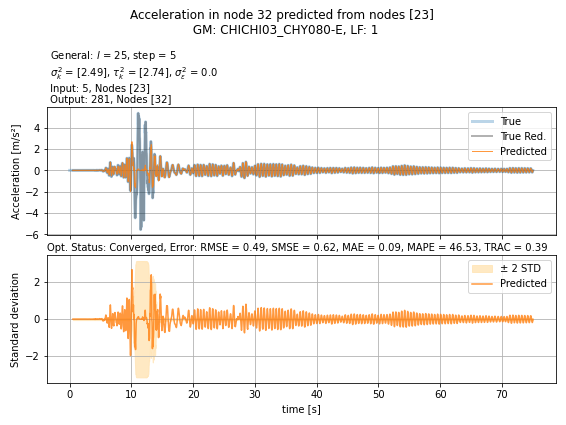 Acceleration in node 32 predicted from nodes [23]
GM: CHICHI03_CHY080-E, LF: 1
General: l = 25, step = 5
σ²ₖ = [2.49], τ²ₖ = [2.74], σ²ε = 0.0
Input: 5, Nodes [23]
Output: 281, Nodes [32]
Acceleration [m/s²]
4
2
0
−2
−4
−6
True
True Red.
Predicted
Opt. Status: Converged, Error: RMSE = 0.49, SMSE = 0.62, MAE = 0.09, MAPE = 46.53, TRAC = 0.39
Standard deviation
2
0
−2
± 2 STD
Predicted
0 10 20 30 40 50 60 70
time [s]